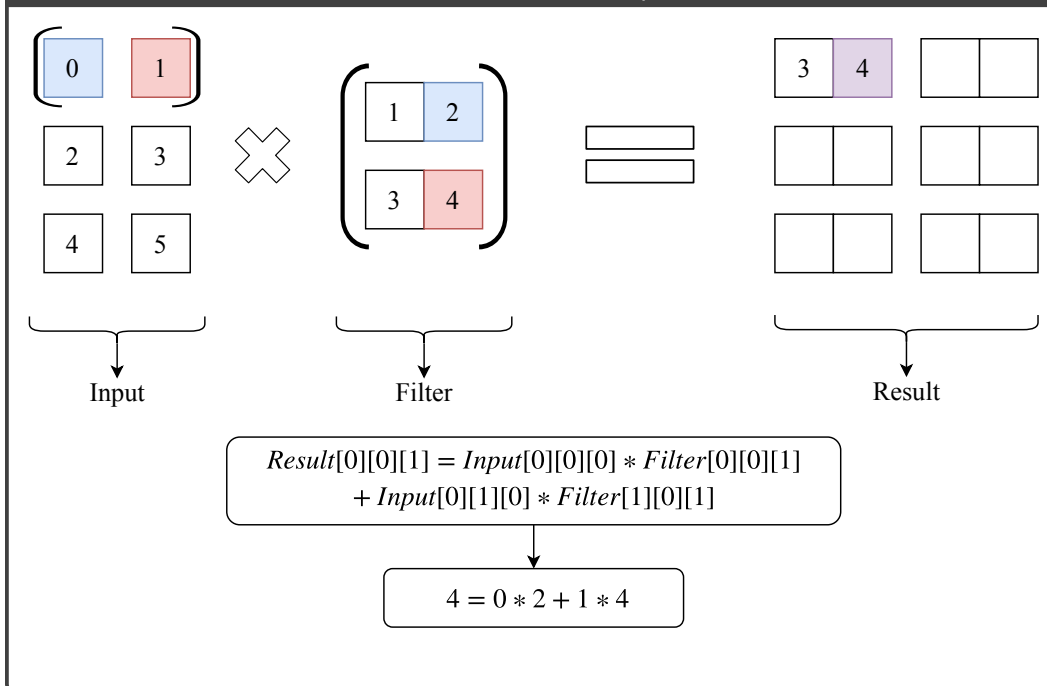 0 1
2 3
4 5
1 2
3 4
3 4
Input
Filter
Result
Result[0][0][1] = Input[0][0][0] ∗ Filter[0][0][1]
+ Input[0][1][0] ∗ Filter[1][0][1]
4 = 0 ∗ 2 + 1 ∗ 4